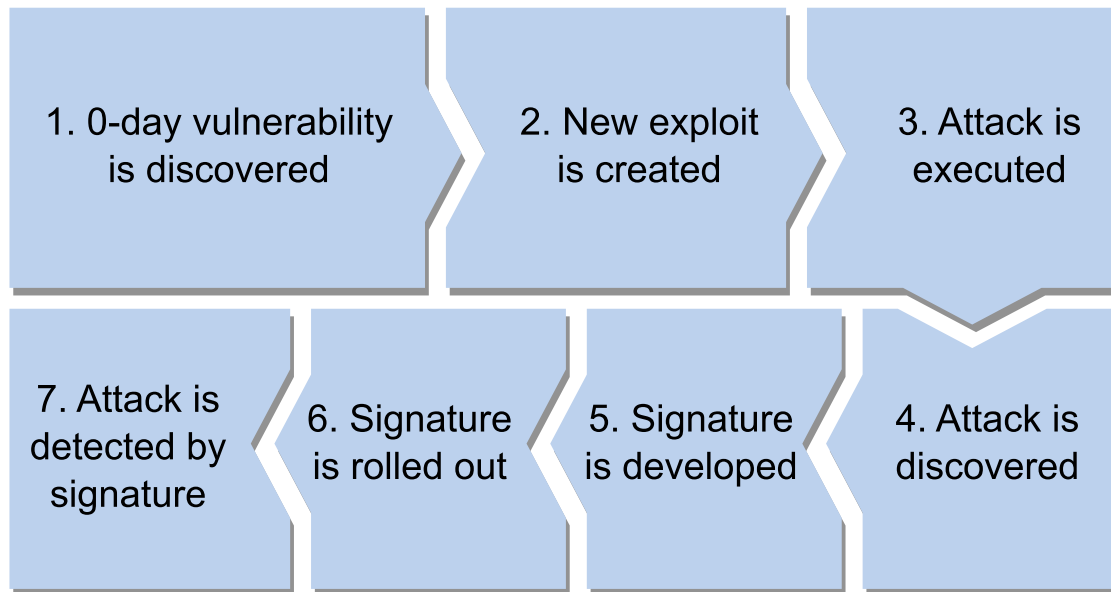 1. 0-day vulnerability
is discovered
2. New exploit
is created
3. Attack is
executed
4. Attack is
discovered
5. Signature
is developed
6. Signature
is rolled out
7. Attack is
detected by
signature